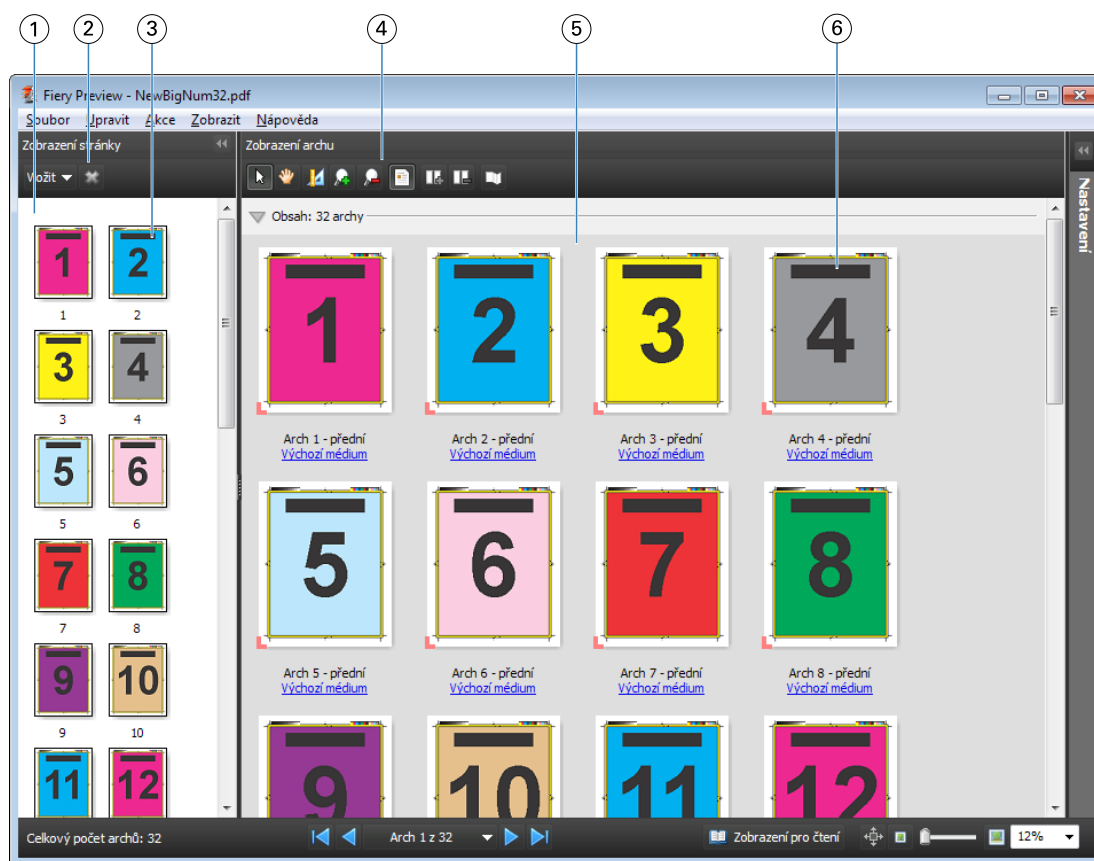 1 2 3 4 5 6
Fiery Preview - NewBigNum32.pdf
Soubor Upravit Akce Zobrazit Nápověda
Zobrazení stránky
Zobrazení archu
Vložit
Nastavení
Obsah: 32 archy
1 2
1 2
3 4
3 4
5 6
5 6
7 8
7 8
9 10
9 10
11 12
1 2 3 4
Arch 1 - přední Arch 2 - přední Arch 3 - přední Arch 4 - přední
Výchozí médium Výchozí médium Výchozí médium Výchozí médium
5 6 7 8
Arch 5 - přední Arch 6 - přední Arch 7 - přední Arch 8 - přední
Výchozí médium Výchozí médium Výchozí médium Výchozí médium
9 10 11 12
Celkový počet archů: 32
Arch 1 z 32
Zobrazení pro čtení
12%